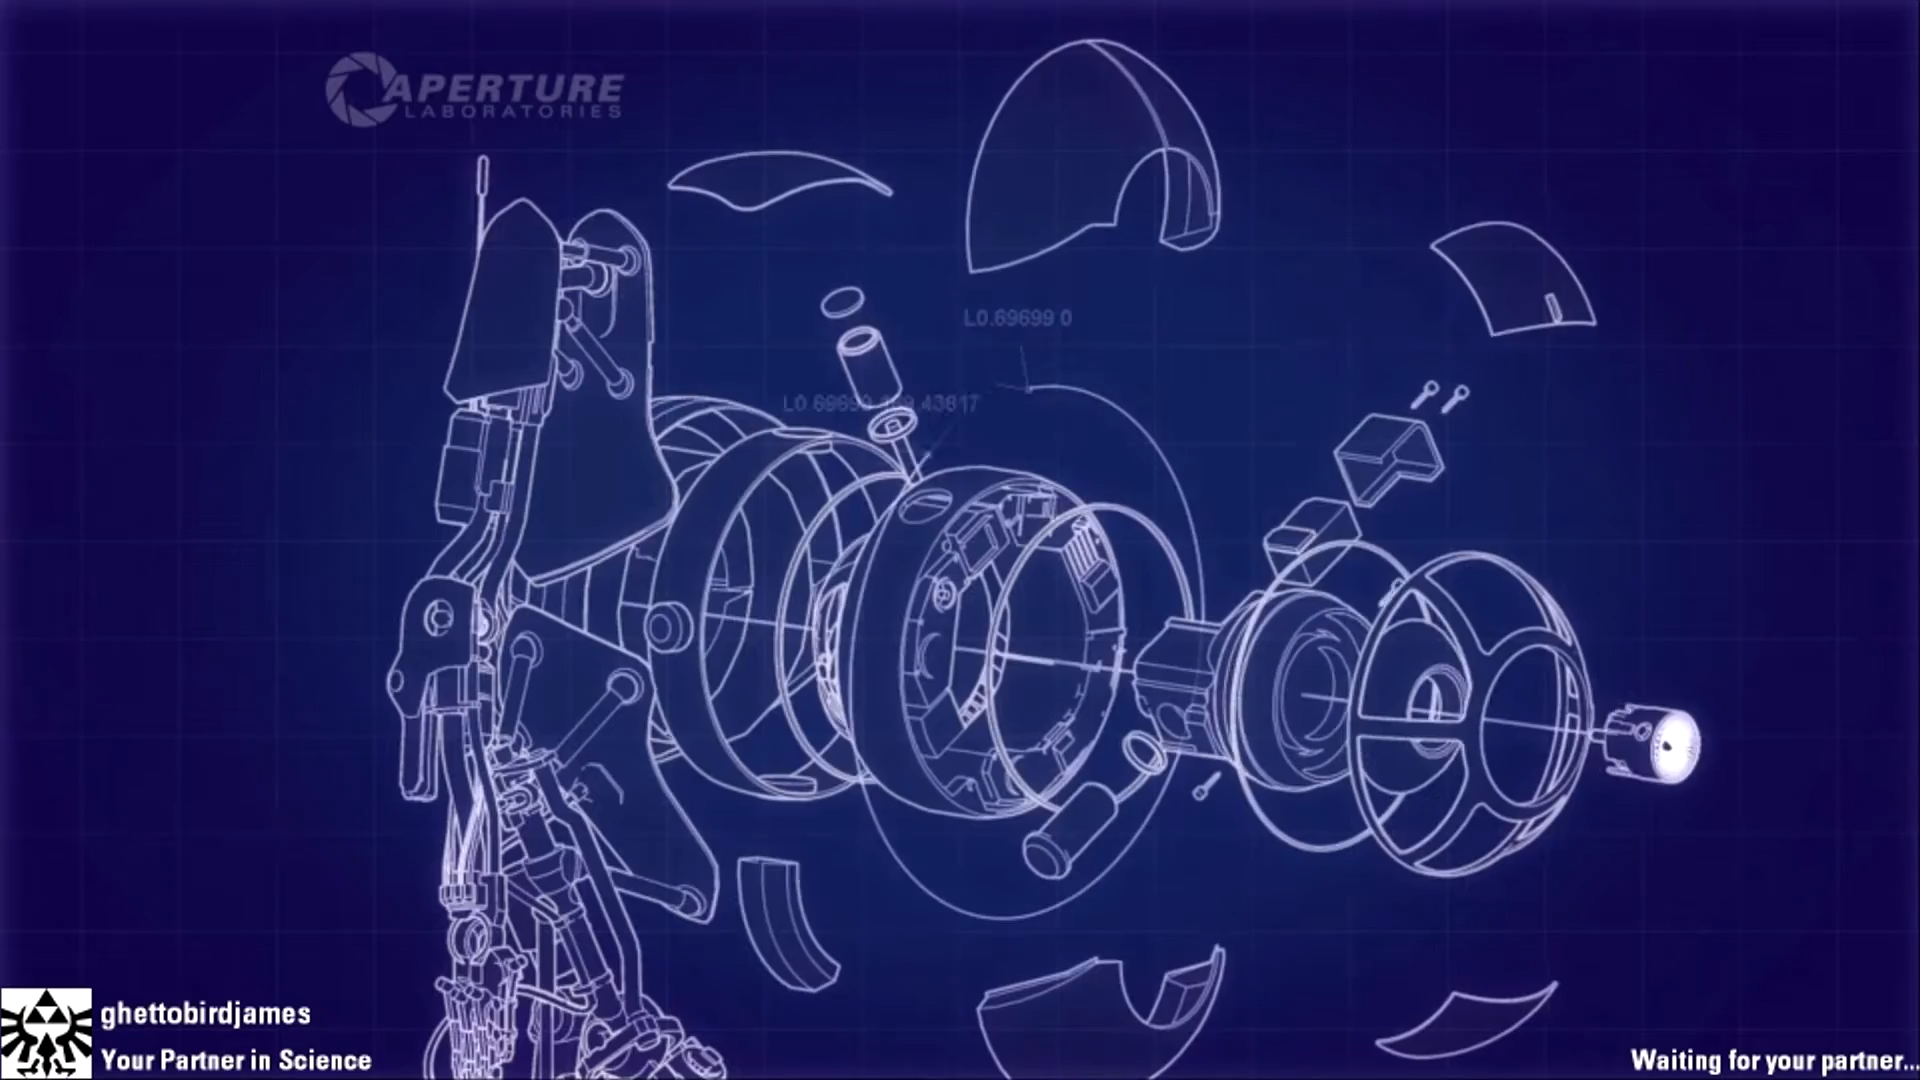 APERTURE
LABORATORIES
L0.69699 0
ghettobirdjames
Your Partner in Science
Waiting for your partner...